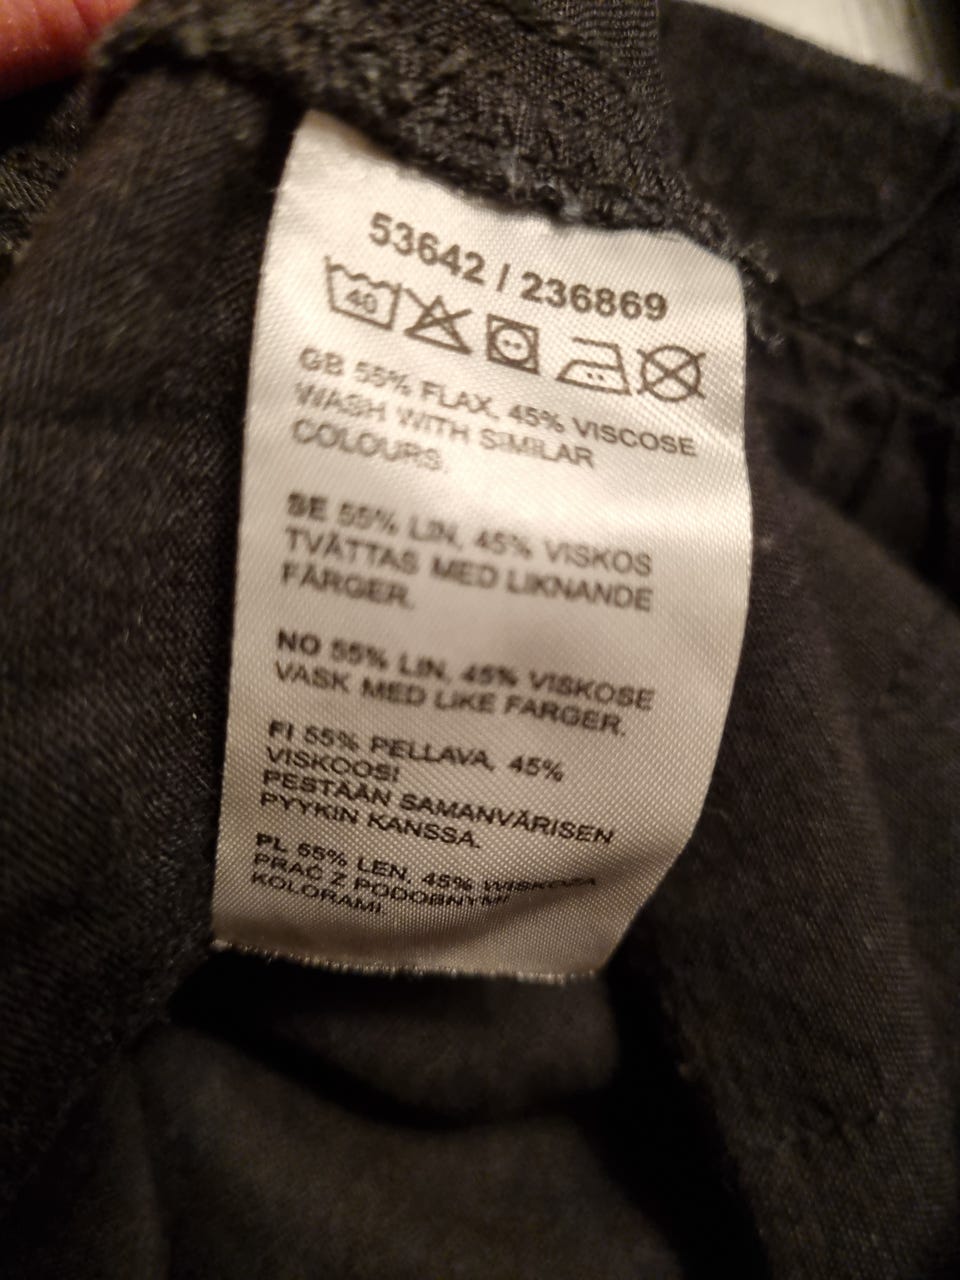 53642 / 236869
40
GB 55% FLAX, 45% VISCOSE
WASH WITH SIMILAR
COLOURS.
SE 55% LIN, 45% VISKOS
TVÄTTAS MED LIKNANDE
FÄRGER.
NO 55% LIN, 45% VISKOSE
VASK MED LIKE FARGER.
FI 55% PELLAVA, 45%
VISKOOSI
PESTÄÄN SAMANVÄRISEN
PYYKIN KANSSA.
PL 55% LEN, 45% WISKOZA
PRAĆ Z PODOBNYMI
KOLORAMI.